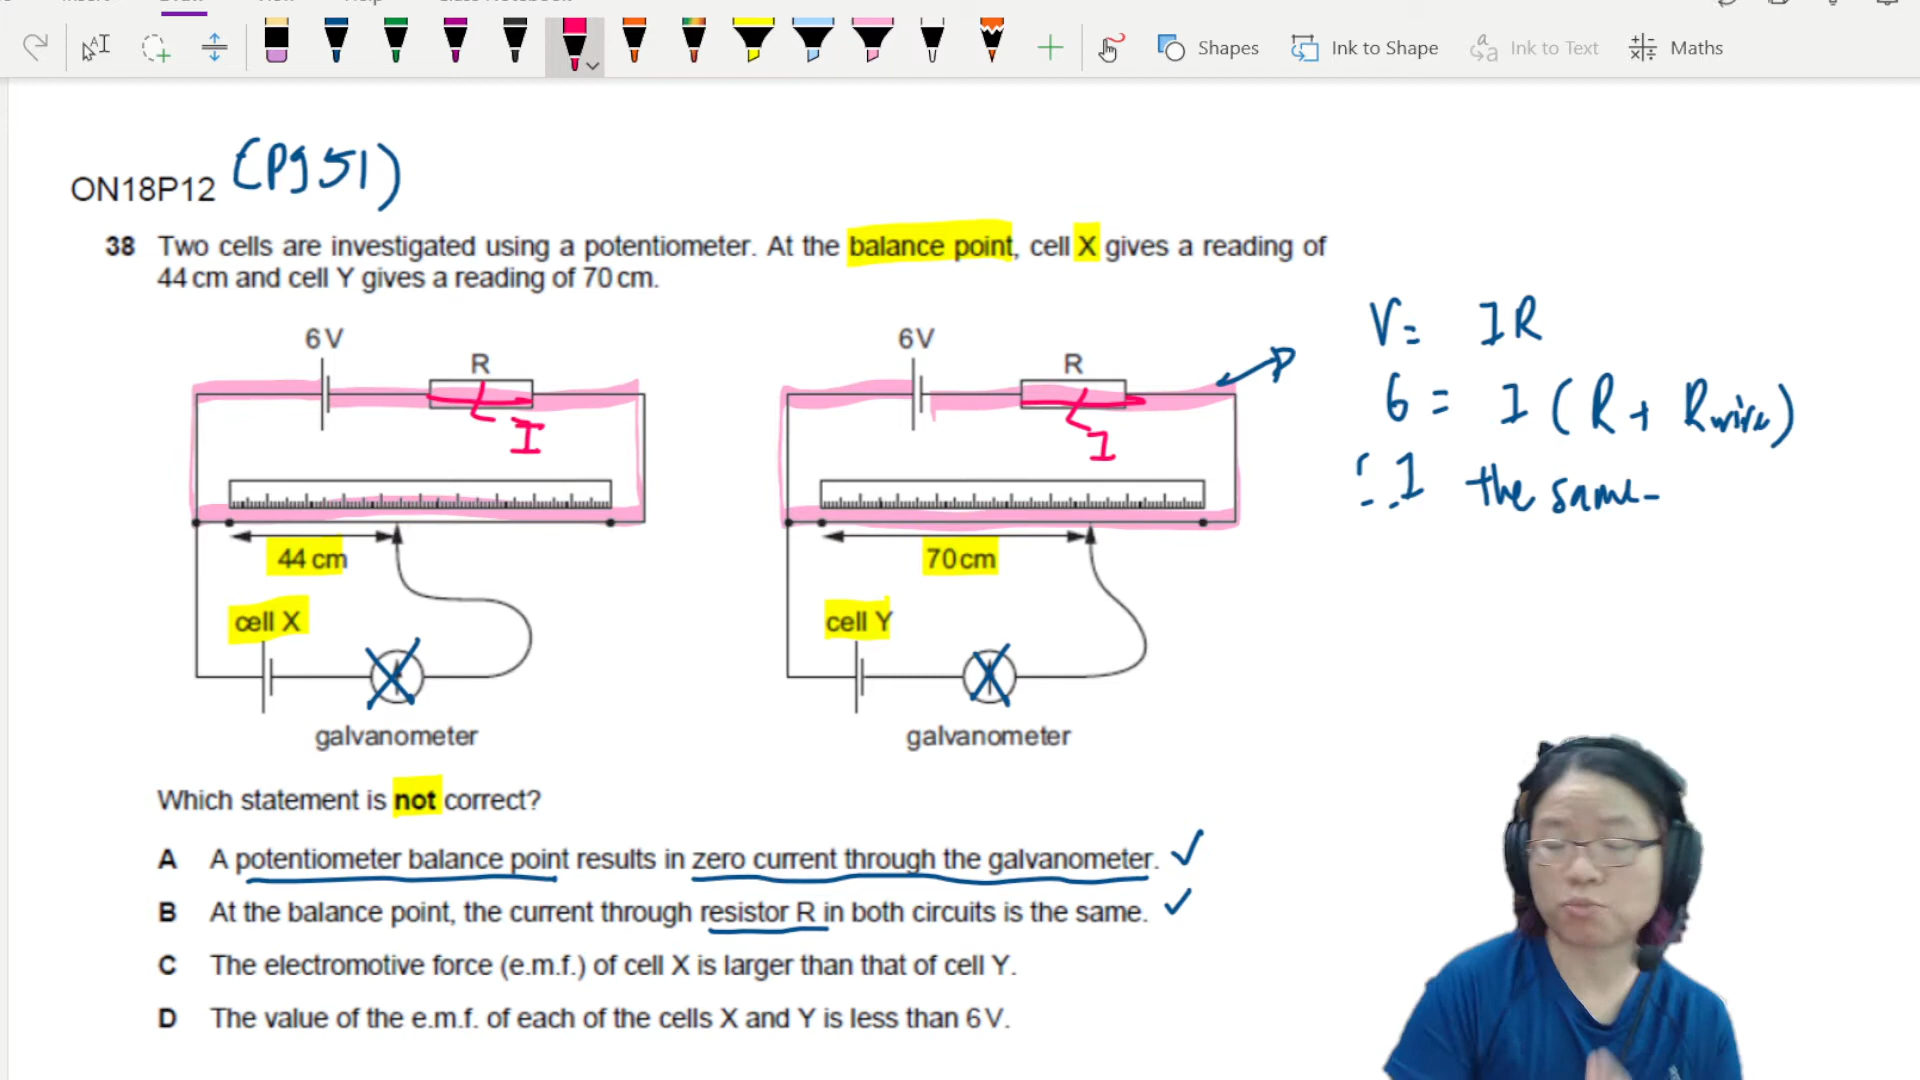 Shapes Ink to Shape Ink to Text Maths
ON18P12 (Pg 51)
38 Two cells are investigated using a potentiometer. At the balance point, cell X gives a reading of
44 cm and cell Y gives a reading of 70 cm.
6 V
R
I
44 cm
cell X
galvanometer
6 V
R
I
70 cm
cell Y
galvanometer
V = IR
6 = I (R + Rwire)
∴ I the same
Which statement is not correct?
A A potentiometer balance point results in zero current through the galvanometer. ✓
B At the balance point, the current through resistor R in both circuits is the same. ✓
C The electromotive force (e.m.f.) of cell X is larger than that of cell Y.
D The value of the e.m.f. of each of the cells X and Y is less than 6 V.